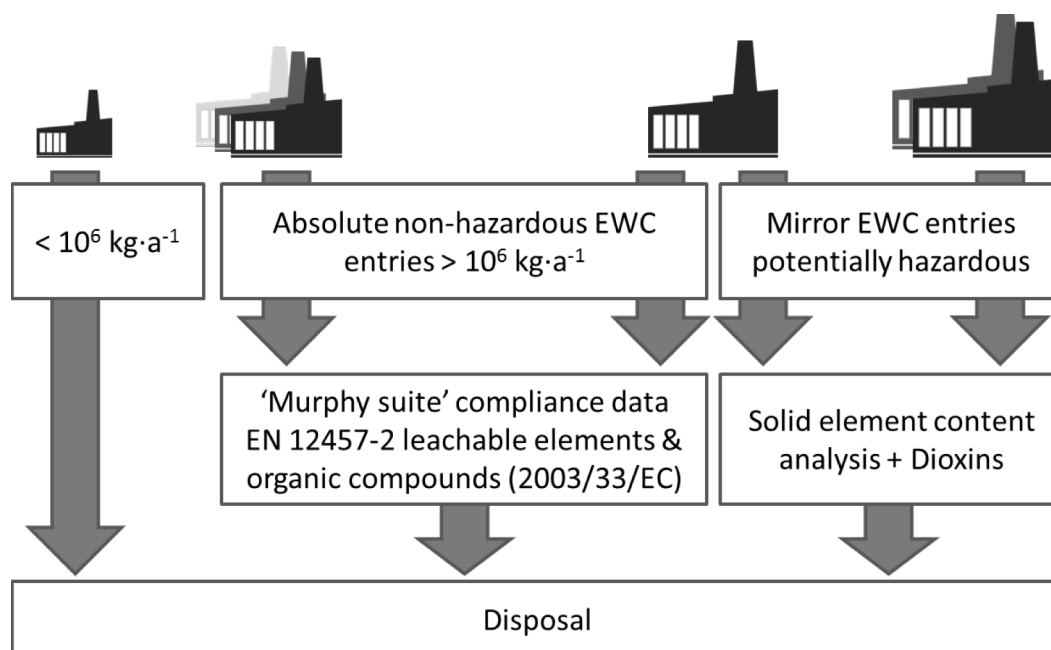 < 10⁶ kg·a⁻¹
Absolute non-hazardous EWC
entries > 10⁶ kg·a⁻¹
Mirror EWC entries
potentially hazardous
‘Murphy suite’ compliance data
EN 12457-2 leachable elements &
organic compounds (2003/33/EC)
Solid element content
analysis + Dioxins
Disposal